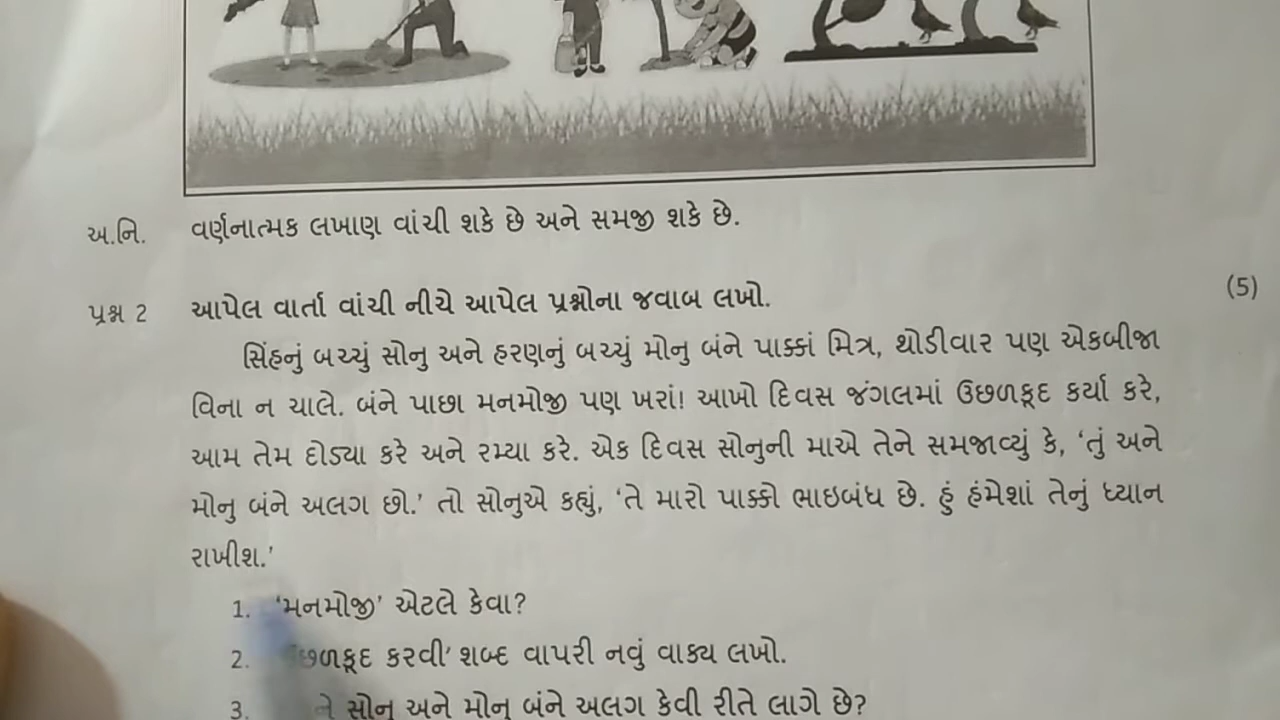 અ.નિ. વર્ણનાત્મક લખાણ વાંચી શકે છે અને સમજી શકે છે.
પ્રશ્ન 2 આપેલ વાર્તા વાંચી નીચે આપેલ પ્રશ્નોના જવાબ લખો. (5)
સિંહનું બચ્ચું સોનુ અને હરણનું બચ્ચું મોનુ બંને પાક્કાં મિત્ર, થોડીવાર પણ એકબીજા
વિના ન ચાલે. બંને પાછા મનમોજી પણ ખરાં! આખો દિવસ જંગલમાં ઉછળકૂદ કર્યા કરે,
આમ તેમ દોડ્યા કરે અને રમ્યા કરે. એક દિવસ સોનુની માએ તેને સમજાવ્યું કે, ‘તું અને
મોનુ બંને અલગ છો.’ તો સોનુએ કહ્યું, ‘તે મારો પાક્કો ભાઇબંધ છે. હું હંમેશાં તેનું ધ્યાન
રાખીશ.’
1. ‘મનમોજી’ એટલે કેવા?
2. કરવી’ શબ્દ વાપરી નવું વાક્ય લખો.
3. સોનુ અને મોનુ બંને અલગ કેવી રીતે લાગે છે?